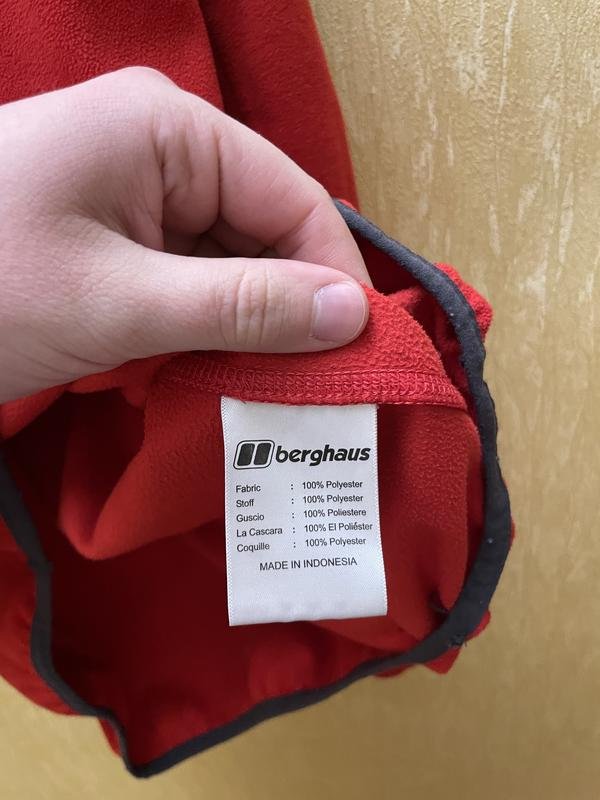 berghaus
Fabric : 100% Polyester
Stoff : 100% Polyester
Guscio : 100% Poliestere
La Cascara : 100% El Poliéster
Coquille : 100% Polyester
MADE IN INDONESIA